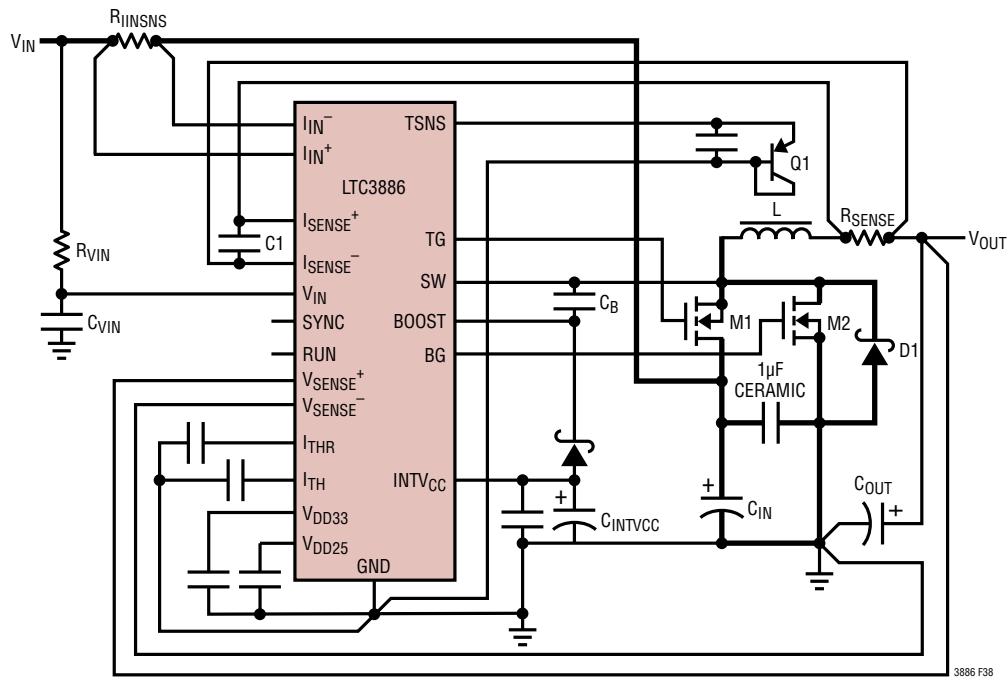 R_IINSNS
V_IN
I_IN^-
TSNS
I_IN^+
Q1
LTC3886
L
R_SENSE
I_SENSE^+
C1
TG
V_OUT
R_VIN
I_SENSE^-
SW
V_IN
C_B
C_VIN
SYNC
BOOST
M1
M2
RUN
BG
D1
V_SENSE^+
1µF
CERAMIC
V_SENSE^-
I_THR
I_TH
INTV_CC
+
+
C_IN
C_OUT
+
V_DD33
C_INTVCC
V_DD25
GND
3886 F38